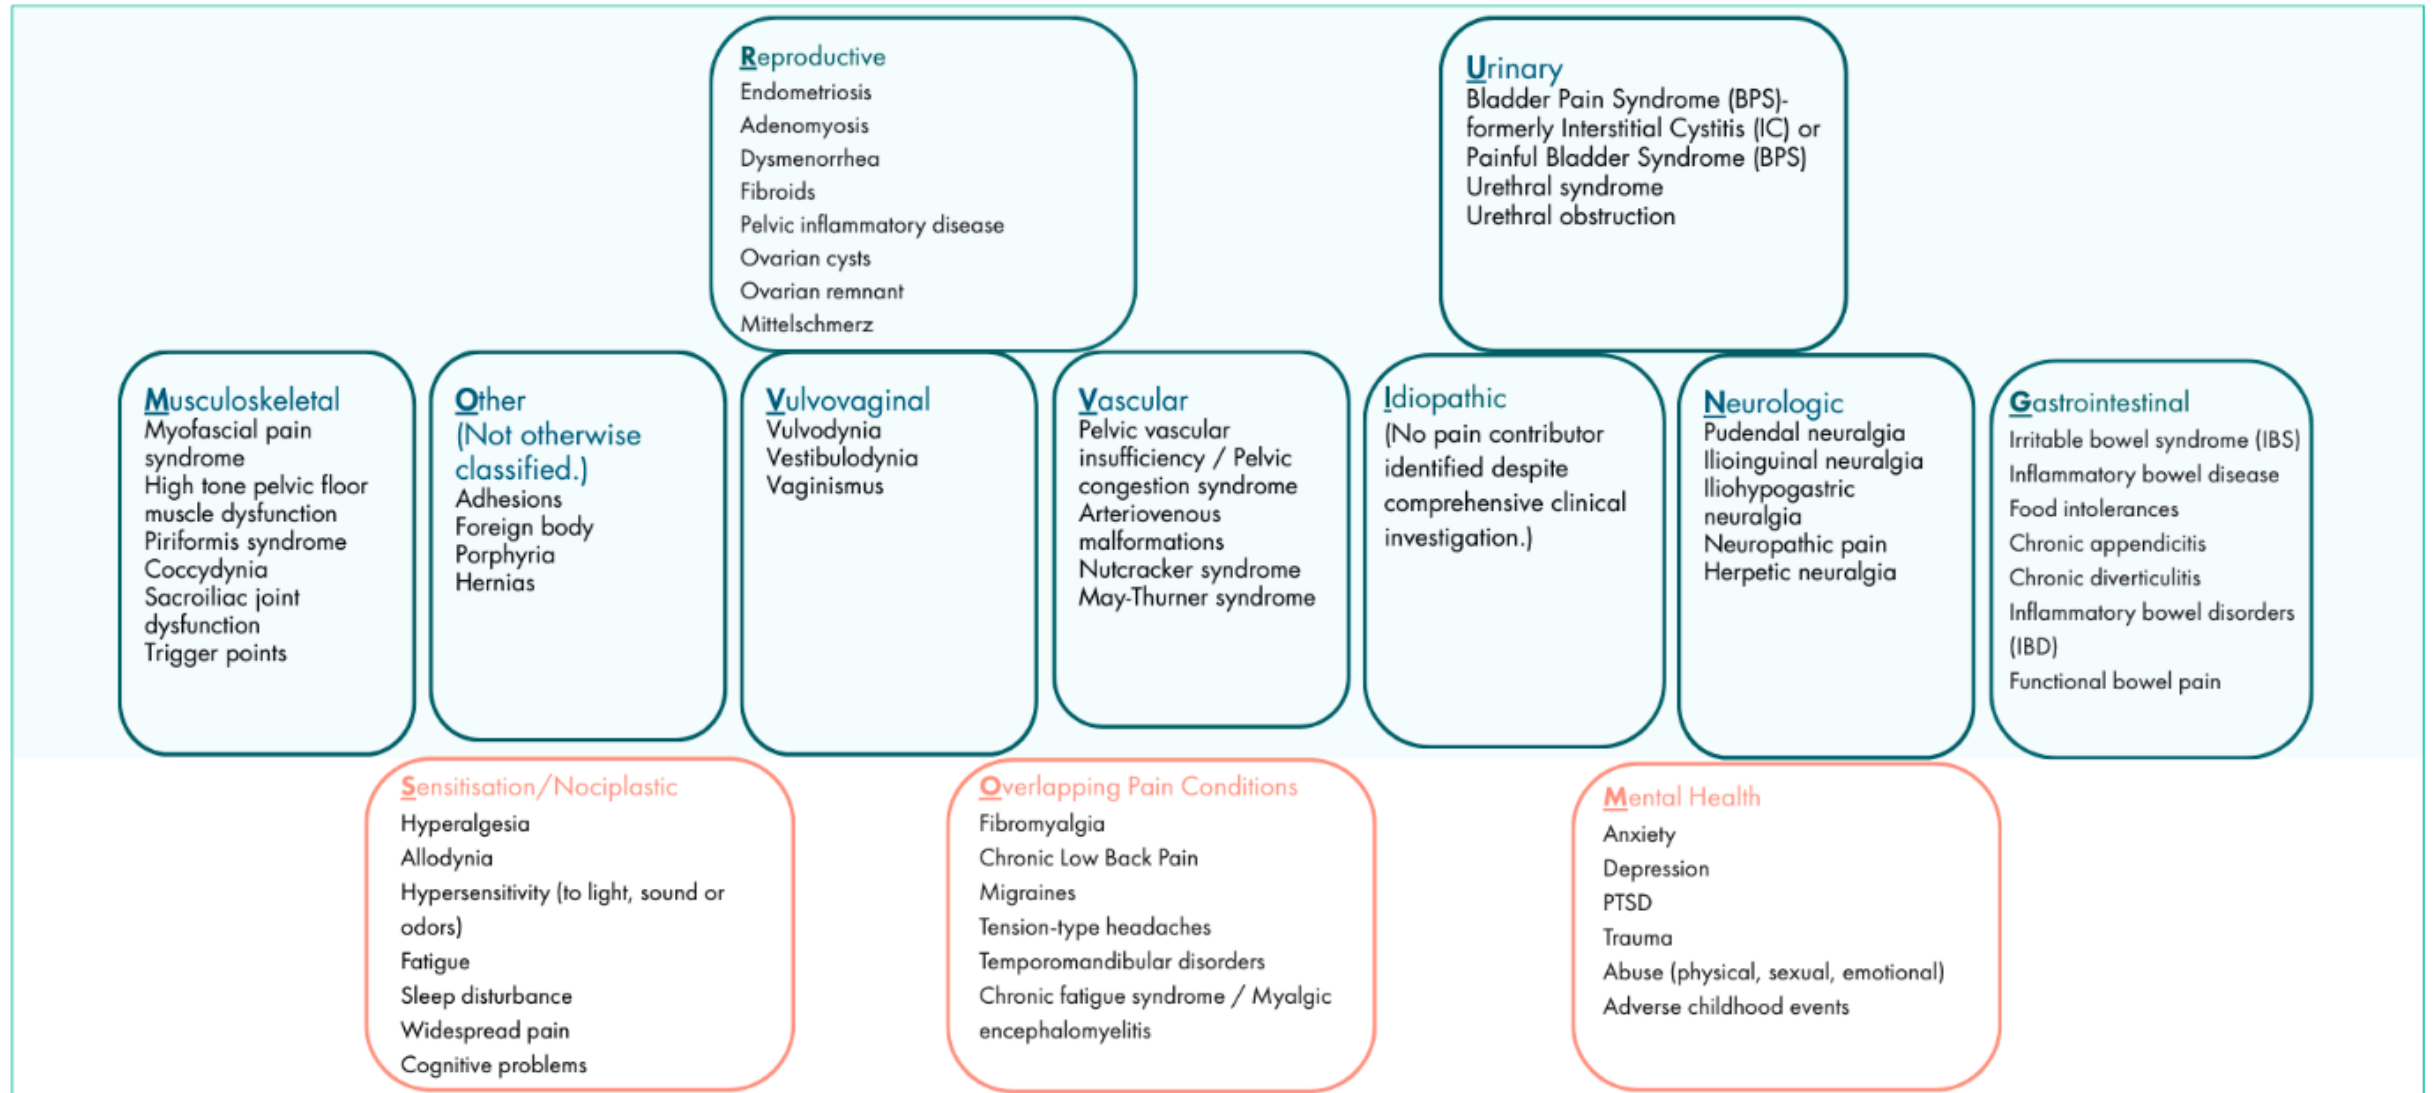 Reproductive
Endometriosis
Adenomyosis
Dysmenorrhea
Fibroids
Pelvic inflammatory disease
Ovarian cysts
Ovarian remnant
Mittelschmerz
Urinary
Bladder Pain Syndrome (BPS)-
formerly Interstitial Cystitis (IC) or
Painful Bladder Syndrome (BPS)
Urethral syndrome
Urethral obstruction
Musculoskeletal
Myofascial pain
syndrome
High tone pelvic floor
muscle dysfunction
Piriformis syndrome
Coccydynia
Sacroiliac joint
dysfunction
Trigger points
Other
(Not otherwise
classified.)
Adhesions
Foreign body
Porphyria
Hernias
Vulvovaginal
Vulvodynia
Vestibulodynia
Vaginismus
Vascular
Pelvic vascular
insufficiency / Pelvic
congestion syndrome
Arteriovenous
malformations
Nutcracker syndrome
May-Thurner syndrome
Idiopathic
(No pain contributor
identified despite
comprehensive clinical
investigation.)
Neurologic
Pudendal neuralgia
Ilioinguinal neuralgia
Iliohypogastric
neuralgia
Neuropathic pain
Herpetic neuralgia
Gastrointestinal
Irritable bowel syndrome (IBS)
Inflammatory bowel disease
Food intolerances
Chronic appendicitis
Chronic diverticulitis
Inflammatory bowel disorders
(IBD)
Functional bowel pain
Sensitisation/Nociplastic
Hyperalgesia
Allodynia
Hypersensitivity (to light, sound or
odors)
Fatigue
Sleep disturbance
Widespread pain
Cognitive problems
Overlapping Pain Conditions
Fibromyalgia
Chronic Low Back Pain
Migraines
Tension-type headaches
Temporomandibular disorders
Chronic fatigue syndrome / Myalgic
encephalomyelitis
Mental Health
Anxiety
Depression
PTSD
Trauma
Abuse (physical, sexual, emotional)
Adverse childhood events